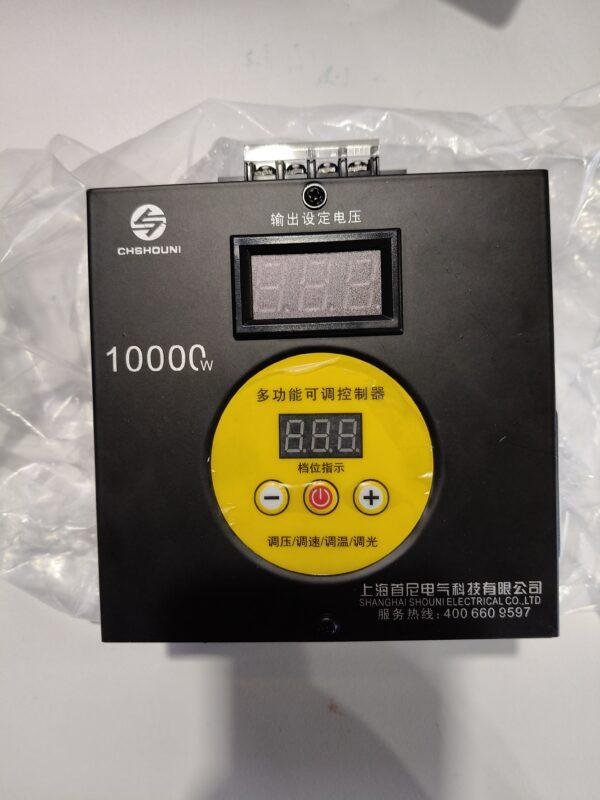 输出设定电压
CHSHOUNI
10000W
多功能可调控制器
档位指示
调压/调速/调温/调光
上海首尼电气科技有限公司
SHANGHAI SHOUNI ELECTRICAL CO.,LTD
服务热线: 400 660 9597